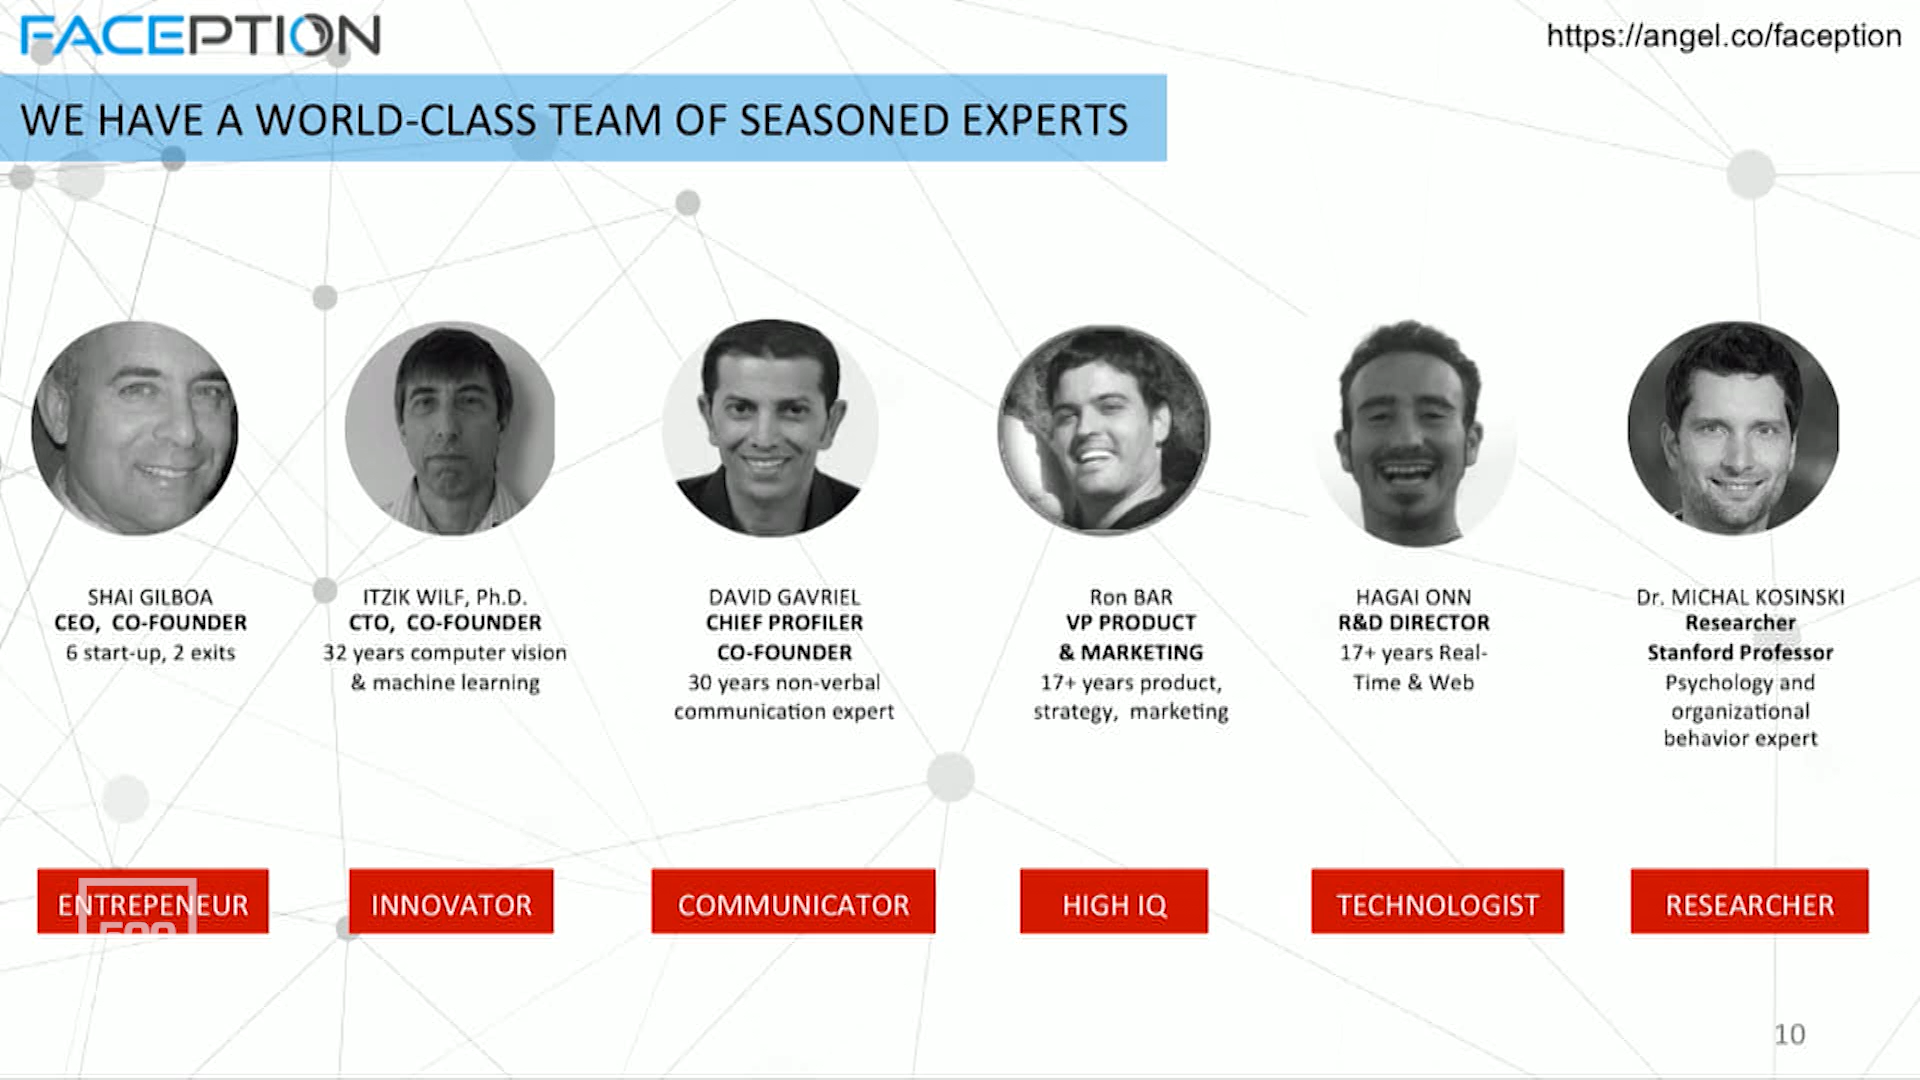 FACEPTION
https://angel.co/faception
WE HAVE A WORLD-CLASS TEAM OF SEASONED EXPERTS
SHAI GILBOA
CEO, CO-FOUNDER
6 start-up, 2 exits
ITZIK WILF, Ph.D.
CTO, CO-FOUNDER
32 years computer vision
& machine learning
DAVID GAVRIEL
CHIEF PROFILER
CO-FOUNDER
30 years non-verbal
communication expert
Ron BAR
VP PRODUCT
& MARKETING
17+ years product,
strategy, marketing
HAGAI ONN
R&D DIRECTOR
17+ years Real-
Time & Web
Dr. MICHAL KOSINSKI
Researcher
Stanford Professor
Psychology and
organizational
behavior expert
ENTREPENEUR
INNOVATOR
COMMUNICATOR
HIGH IQ
TECHNOLOGIST
RESEARCHER
10